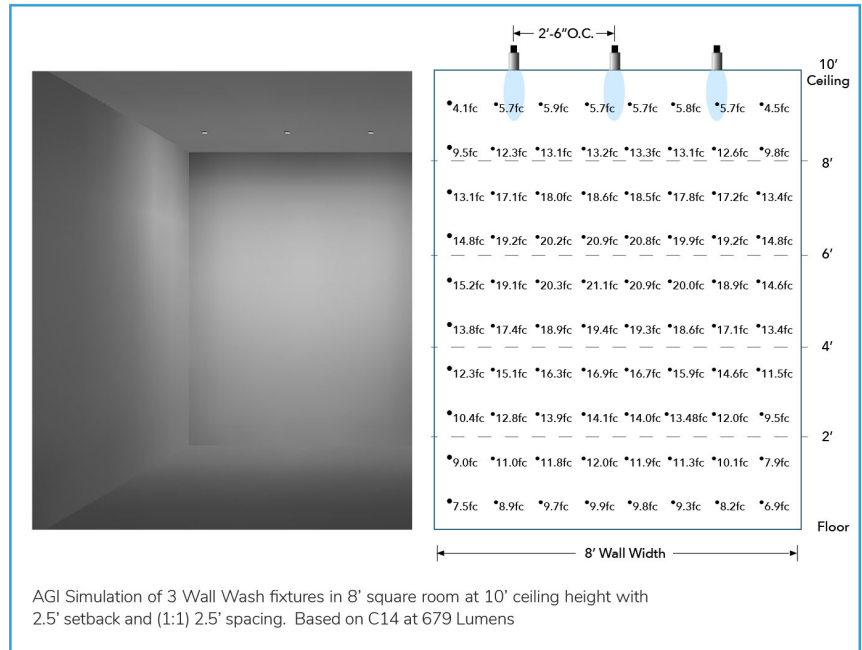 2'-6"O.C.
10'
Ceiling
4.1fc 5.7fc 5.9fc 5.7fc 5.7fc 5.8fc 5.7fc 4.5fc
9.5fc 12.3fc 13.1fc 13.2fc 13.3fc 13.1fc 12.6fc 9.8fc
8'
13.1fc 17.1fc 18.0fc 18.6fc 18.5fc 17.8fc 17.2fc 13.4fc
14.8fc 19.2fc 20.2fc 20.9fc 20.8fc 19.9fc 19.2fc 14.8fc
6'
15.2fc 19.1fc 20.3fc 21.1fc 20.9fc 20.0fc 18.9fc 14.6fc
13.8fc 17.4fc 18.9fc 19.4fc 19.3fc 18.6fc 17.1fc 13.4fc
4'
12.3fc 15.1fc 16.3fc 16.9fc 16.7fc 15.9fc 14.6fc 11.5fc
10.4fc 12.8fc 13.9fc 14.1fc 14.0fc 13.48fc 12.0fc 9.5fc
2'
9.0fc 11.0fc 11.8fc 12.0fc 11.9fc 11.3fc 10.1fc 7.9fc
7.5fc 8.9fc 9.7fc 9.9fc 9.8fc 9.3fc 8.2fc 6.9fc
Floor
8' Wall Width
AGI Simulation of 3 Wall Wash fixtures in 8' square room at 10' ceiling height with
2.5' setback and (1:1) 2.5' spacing. Based on C14 at 679 Lumens